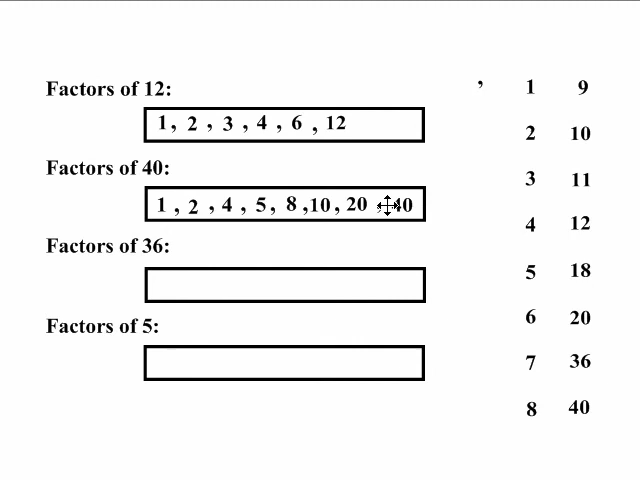 Factors of 12:
1, 2, 3, 4, 6, 12
Factors of 40:
1, 2, 4, 5, 8, 10, 20, 40
Factors of 36:
Factors of 5:
, 1 9
2 10
3 11
4 12
5 18
6 20
7 36
8 40